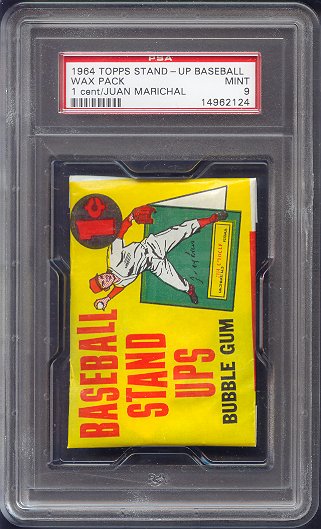 PSA
1964 TOPPS STAND-UP BASEBALL
WAX PACK MINT
1 cent/JUAN MARICHAL 9
14962124
1¢
BASEBALL
STAND
UPS
BUBBLE GUM